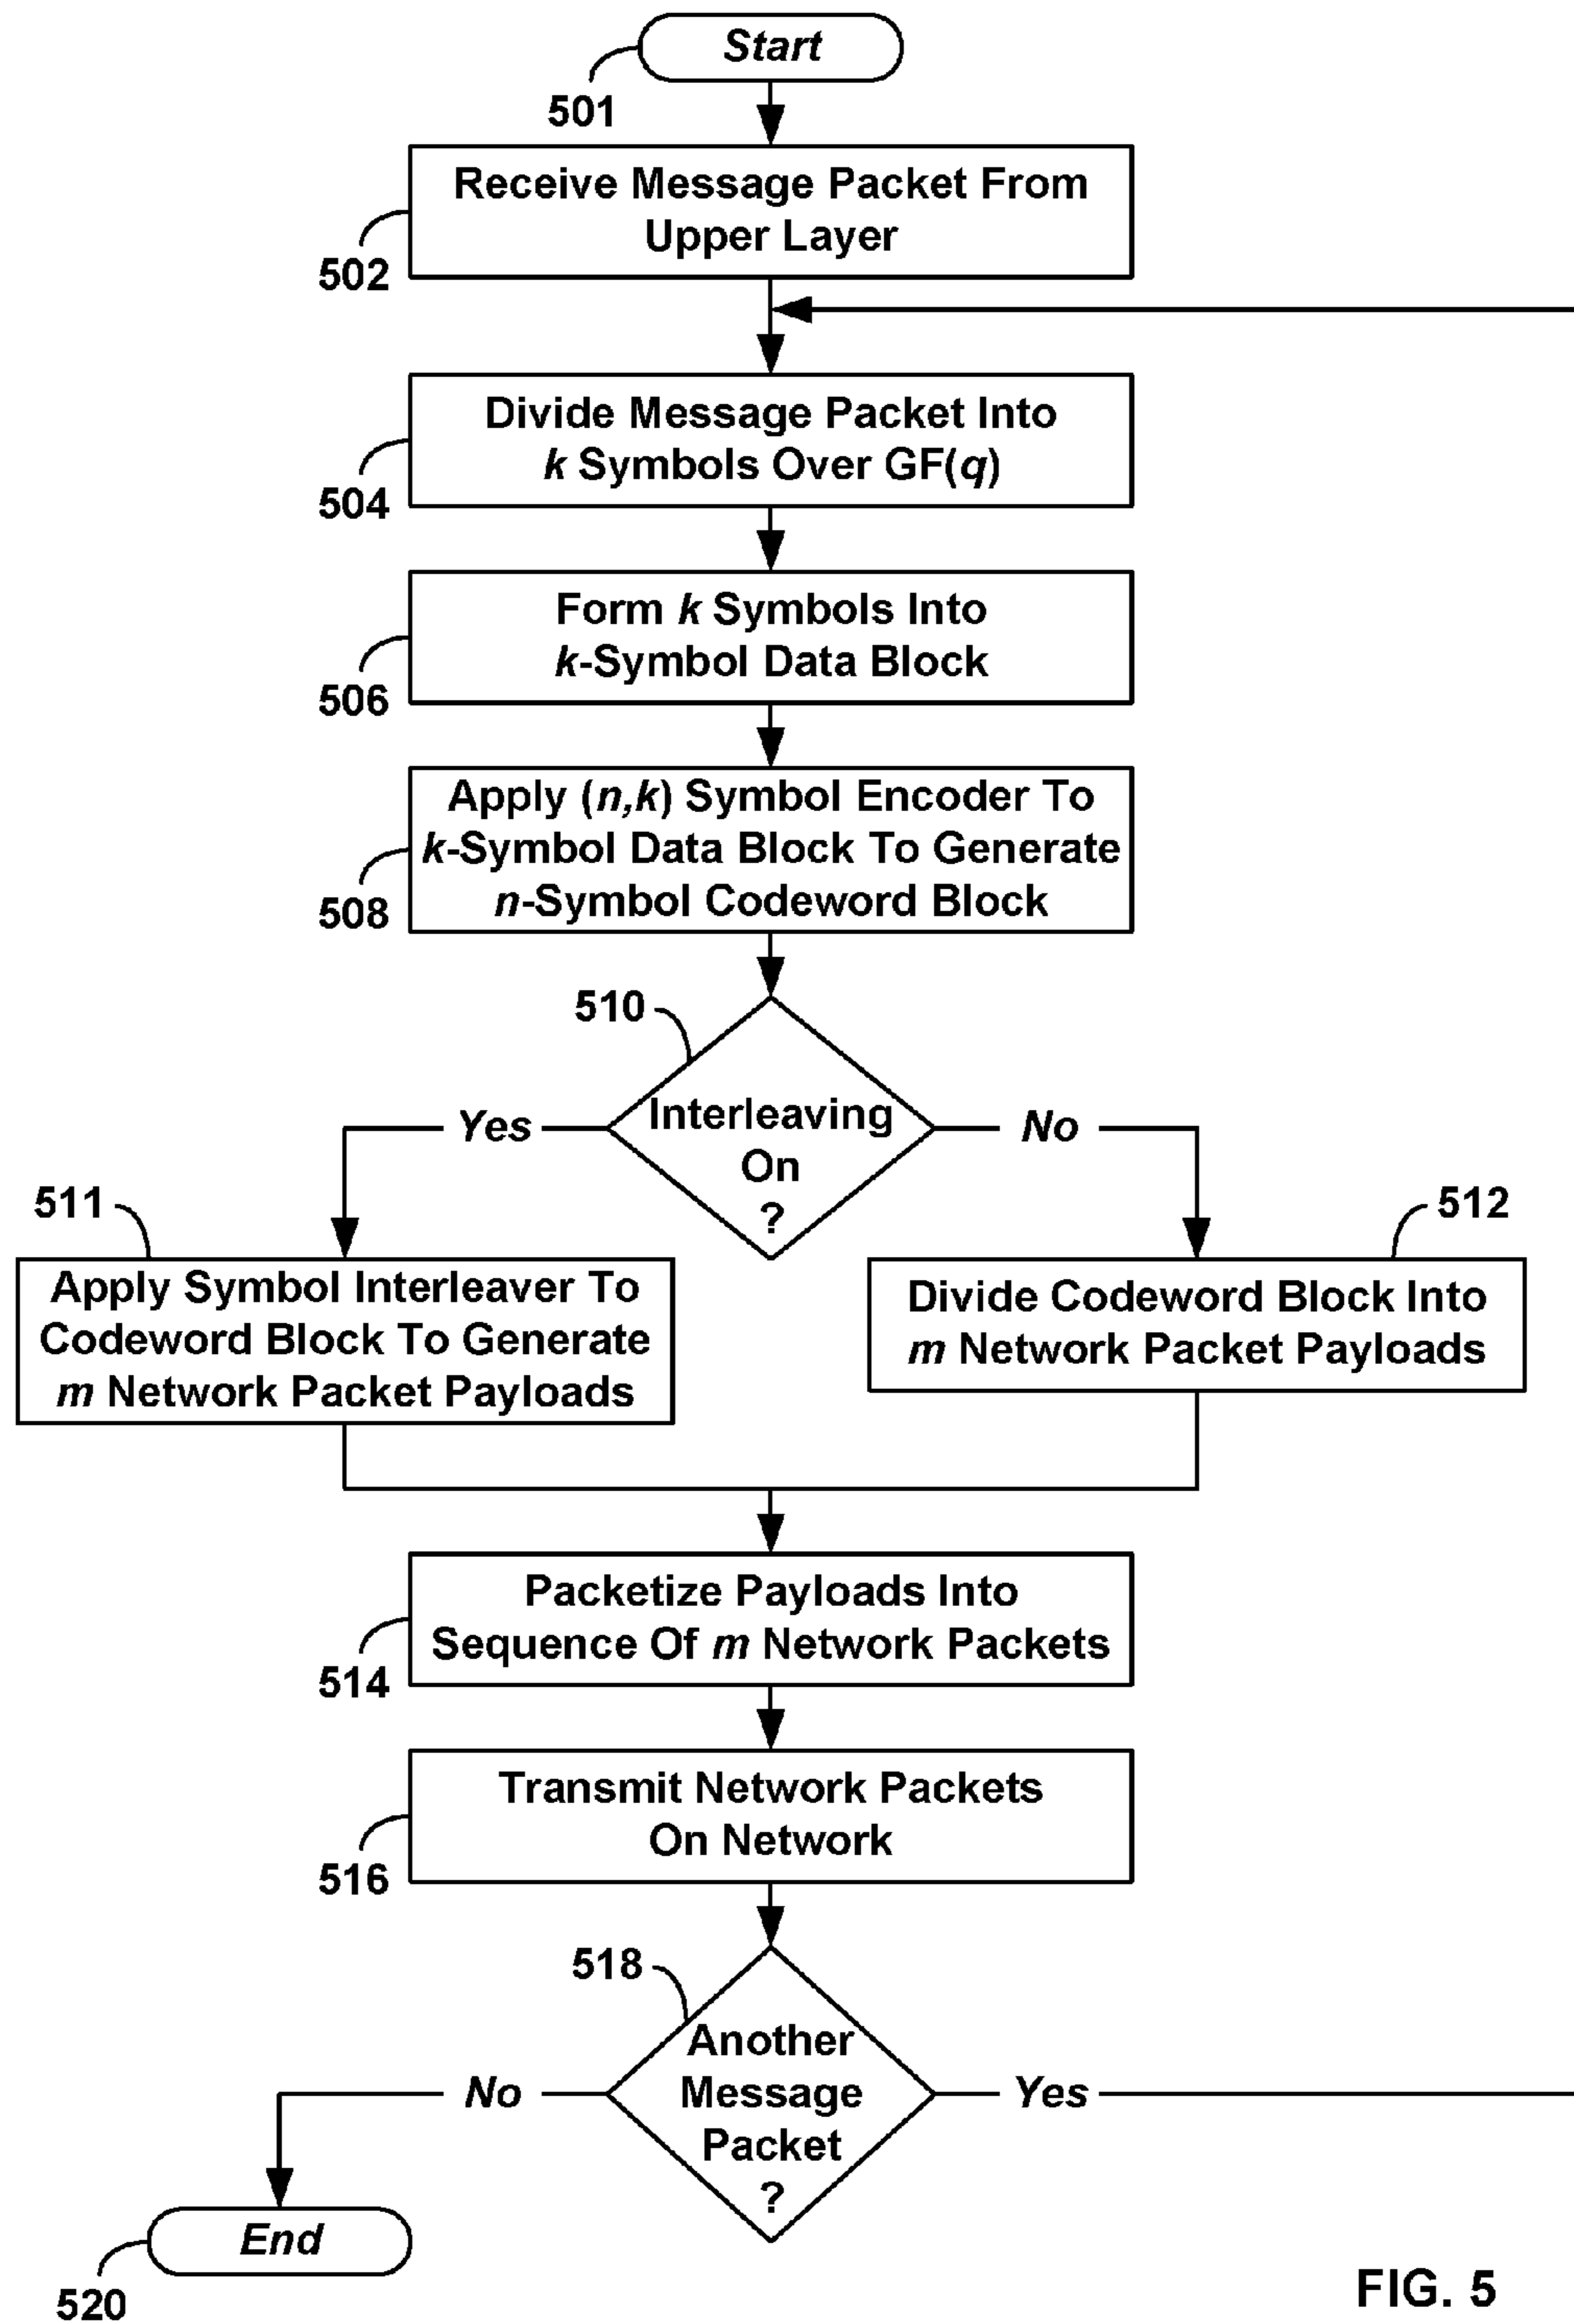 Start
501
Receive Message Packet From
Upper Layer
502
Divide Message Packet Into
k Symbols Over GF(q)
504
Form k Symbols Into
k-Symbol Data Block
506
Apply (n,k) Symbol Encoder To
k-Symbol Data Block To Generate
n-Symbol Codeword Block
508
510
Interleaving
On
?
Yes
No
511
512
Apply Symbol Interleaver To
Codeword Block To Generate
m Network Packet Payloads
Divide Codeword Block Into
m Network Packet Payloads
Packetize Payloads Into
Sequence Of m Network Packets
514
Transmit Network Packets
On Network
516
518
Another
Message
Packet
?
No
Yes
End
520
FIG. 5